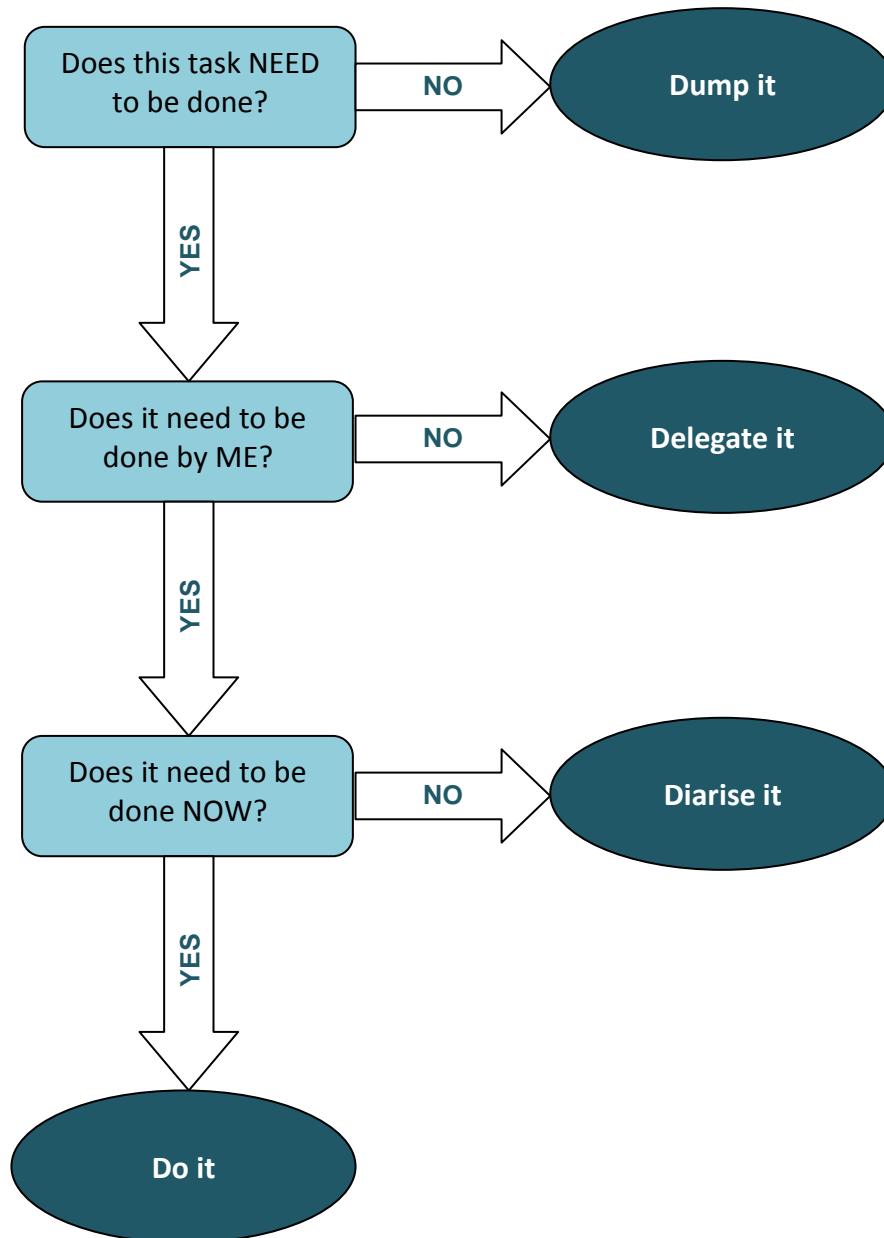 Does this task NEED
to be done?
NO
Dump it
YES
Does it need to be
done by ME?
NO
Delegate it
YES
Does it need to be
done NOW?
NO
Diarise it
YES
Do it